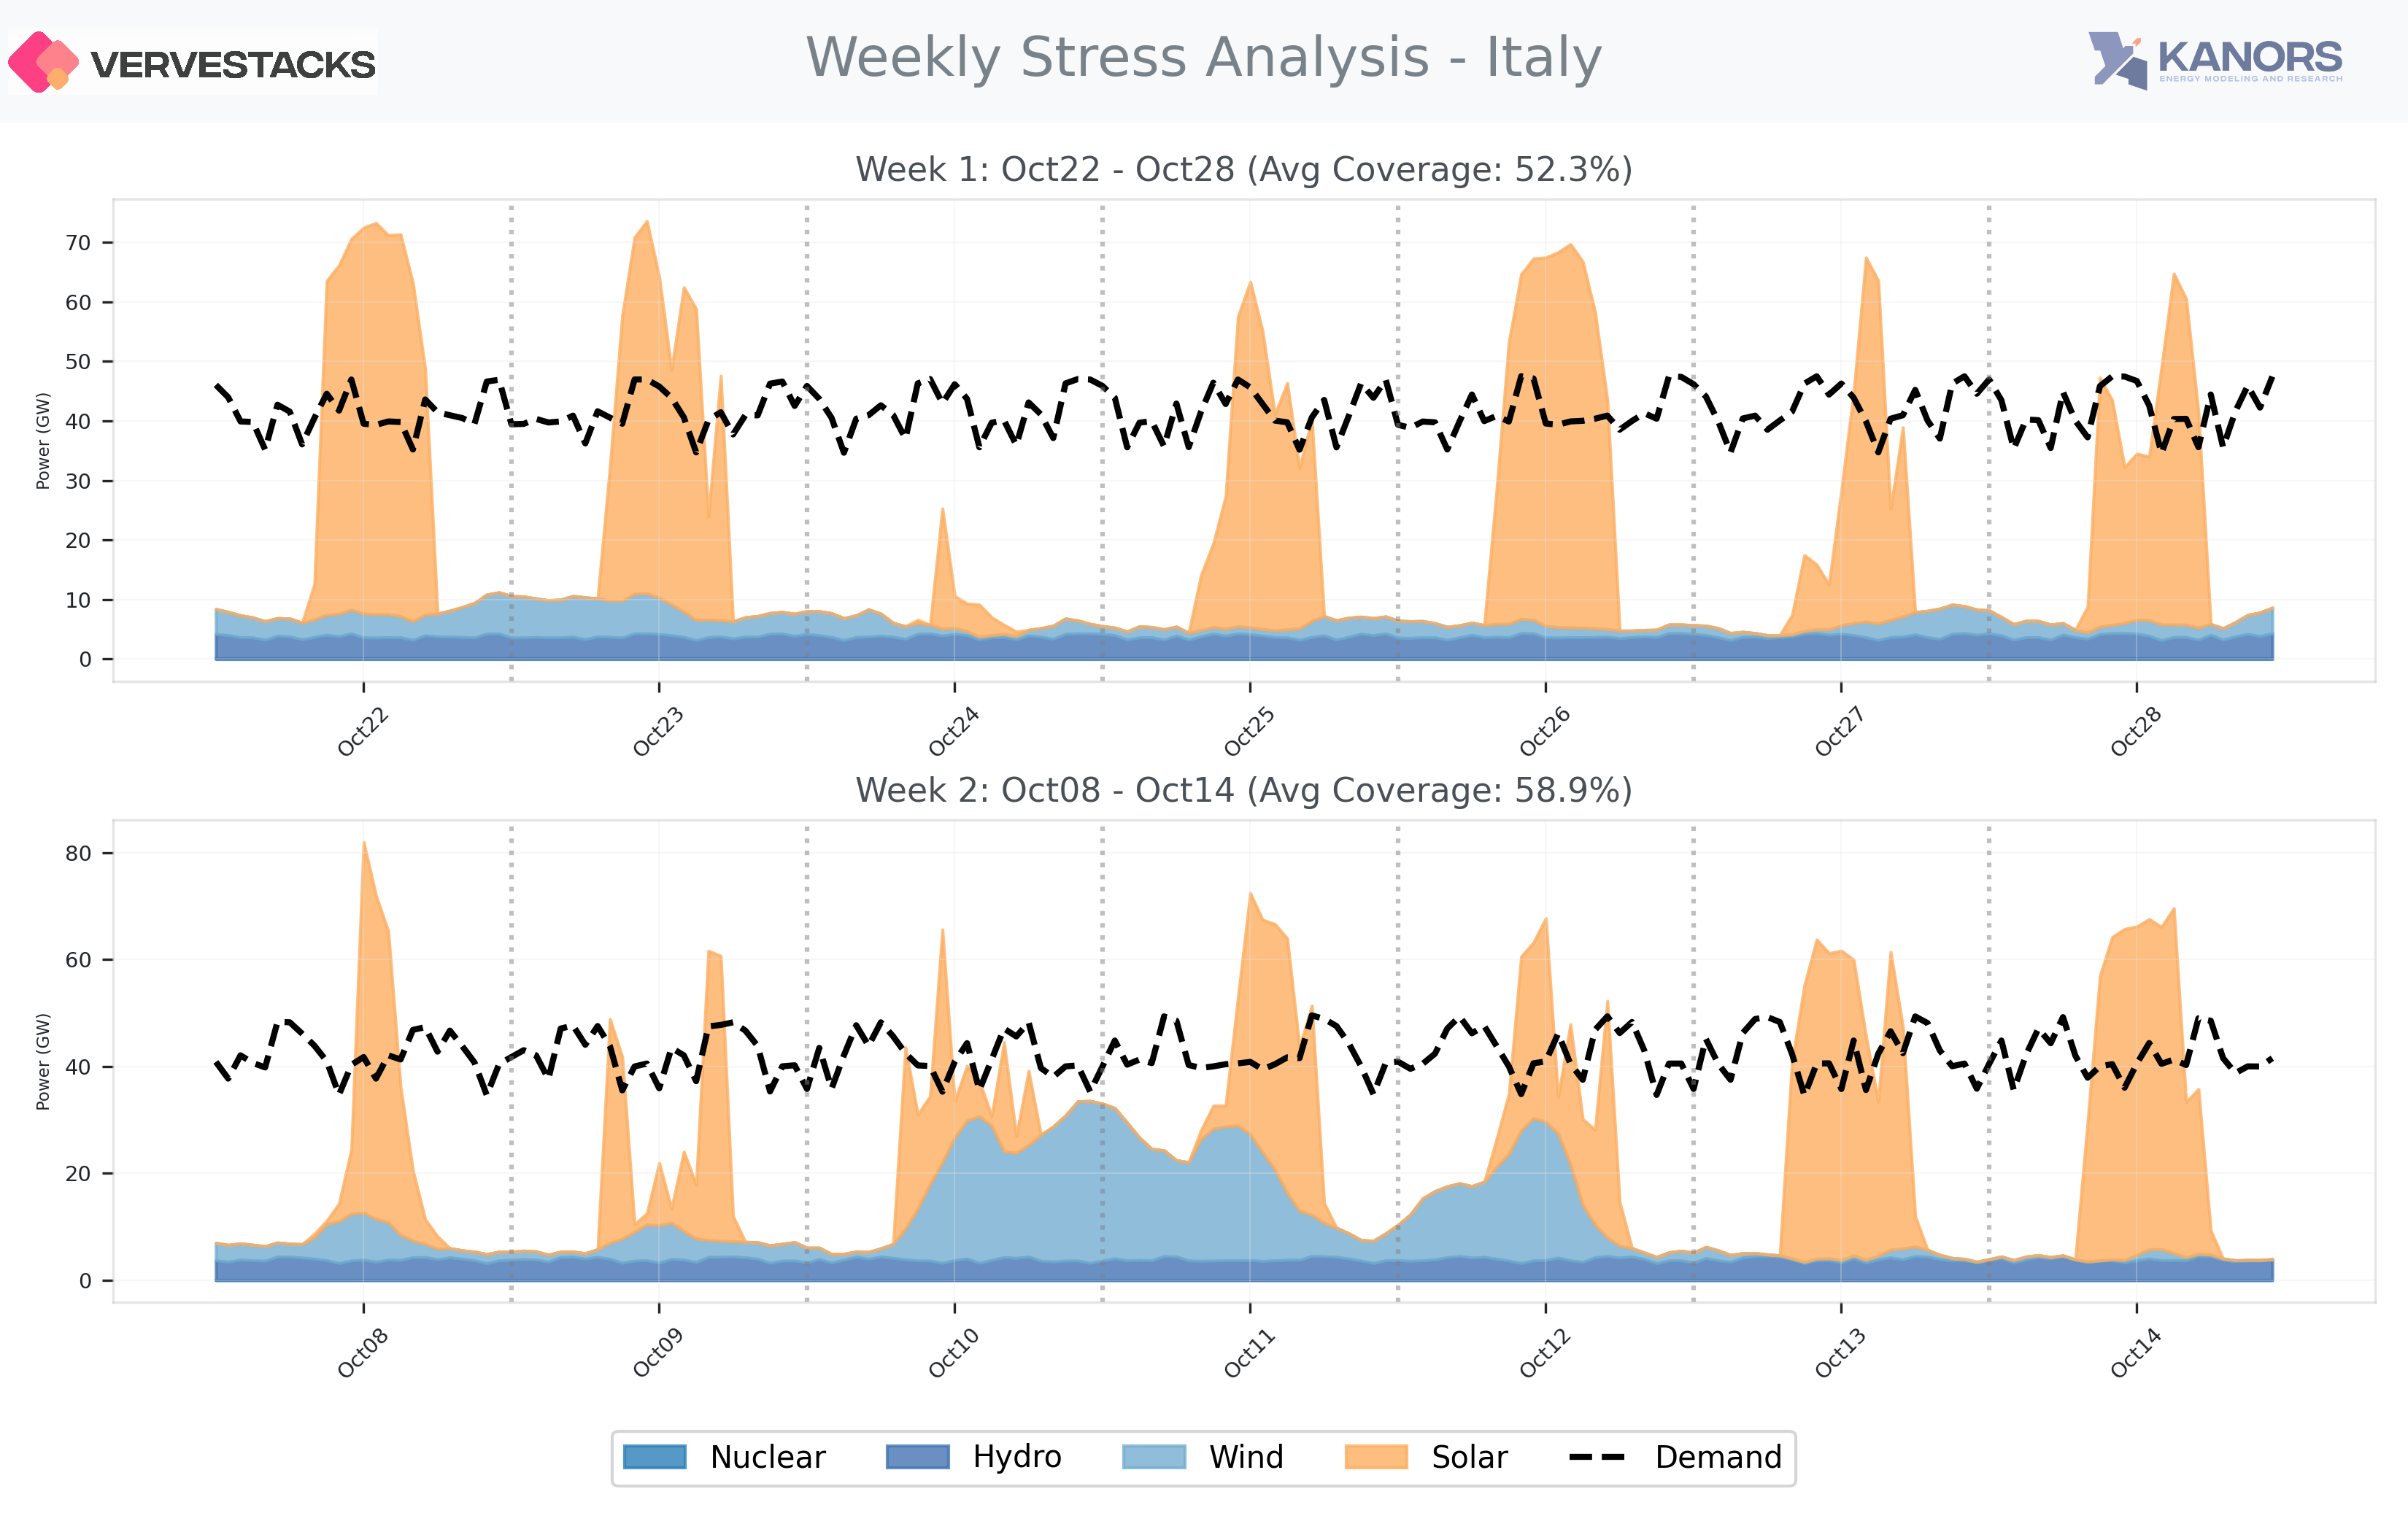 VERVESTACKS
Weekly Stress Analysis - Italy
KANORS
ENERGY MODELING AND RESEARCH
Week 1: Oct22 - Oct28 (Avg Coverage: 52.3%)
Power (GW)
70
60
50
40
30
20
10
0
Oct22
Oct23
Oct24
Oct25
Oct26
Oct27
Oct28
Week 2: Oct08 - Oct14 (Avg Coverage: 58.9%)
Power (GW)
80
60
40
20
0
Oct08
Oct09
Oct10
Oct11
Oct12
Oct13
Oct14
Nuclear
Hydro
Wind
Solar
Demand